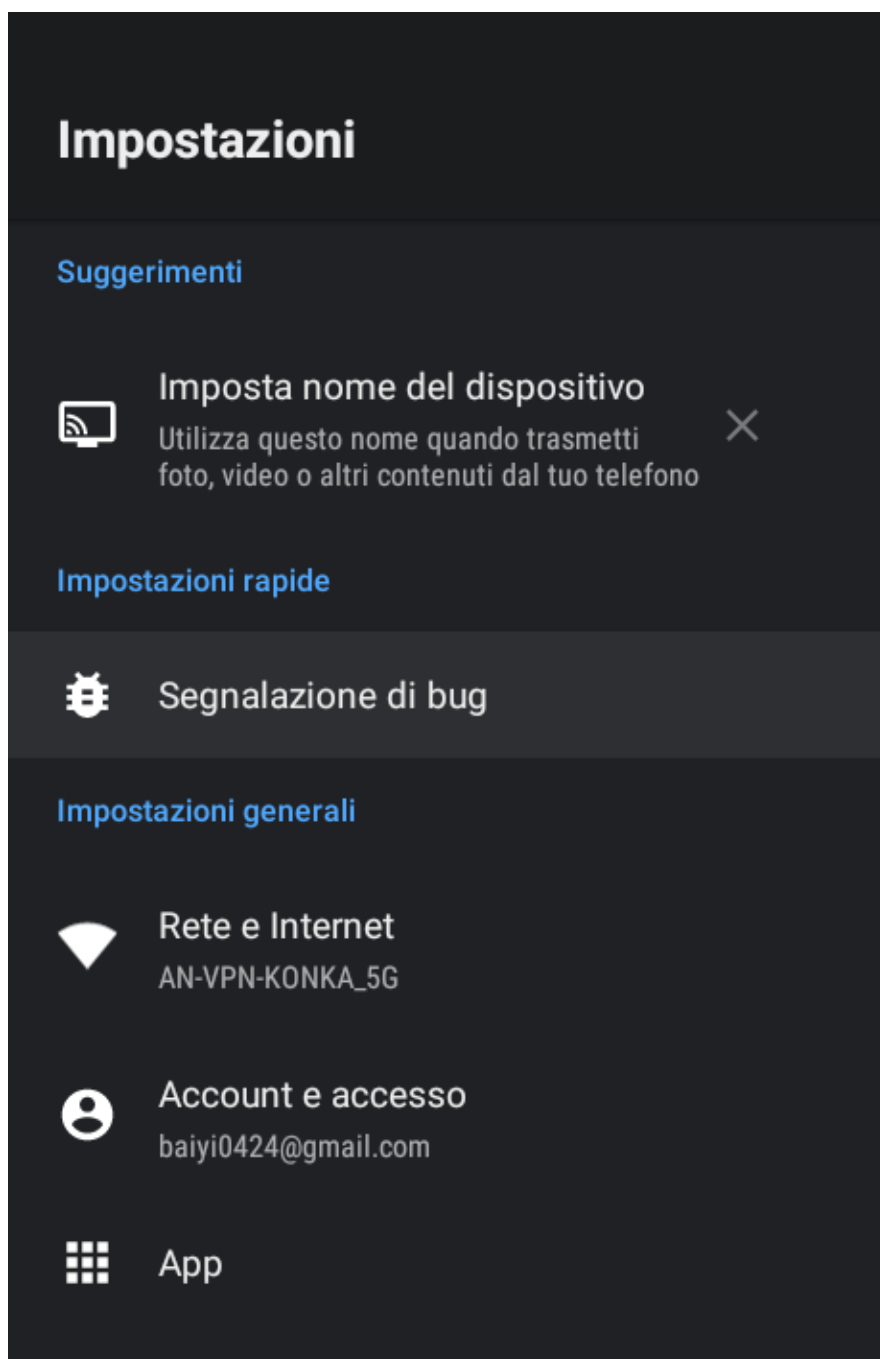 Impostazioni
Suggerimenti
Imposta nome del dispositivo
Utilizza questo nome quando trasmetti
foto, video o altri contenuti dal tuo telefono
Impostazioni rapide
Segnalazione di bug
Impostazioni generali
Rete e Internet
AN-VPN-KONKA_5G
Account e accesso
baiyi0424@gmail.com
App